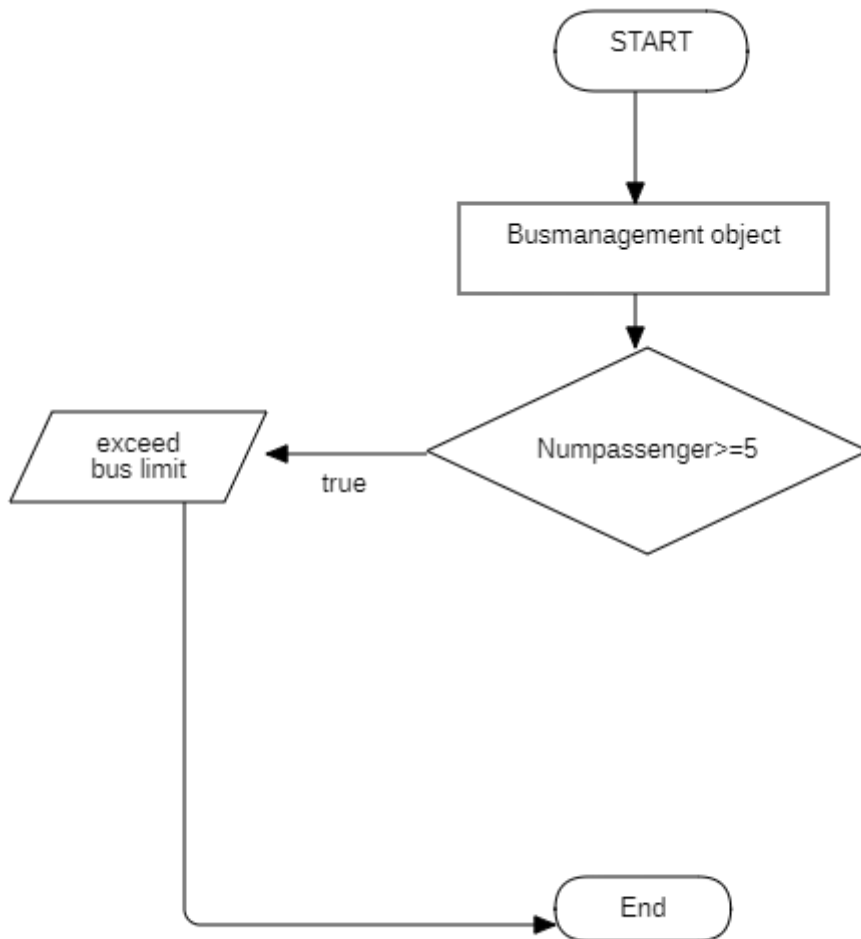 START
Busmanagement object
Numpassenger>=5
exceed
bus limit
true
End